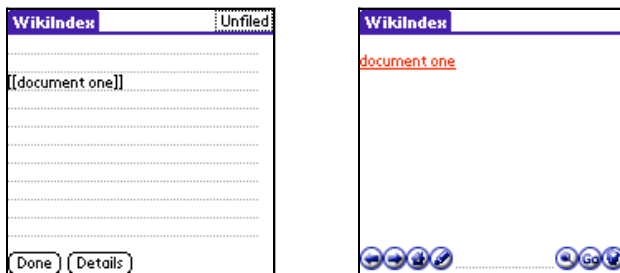 WikiIndex Unfiled
[[document one]]
Done Details
WikiIndex
document one
Go